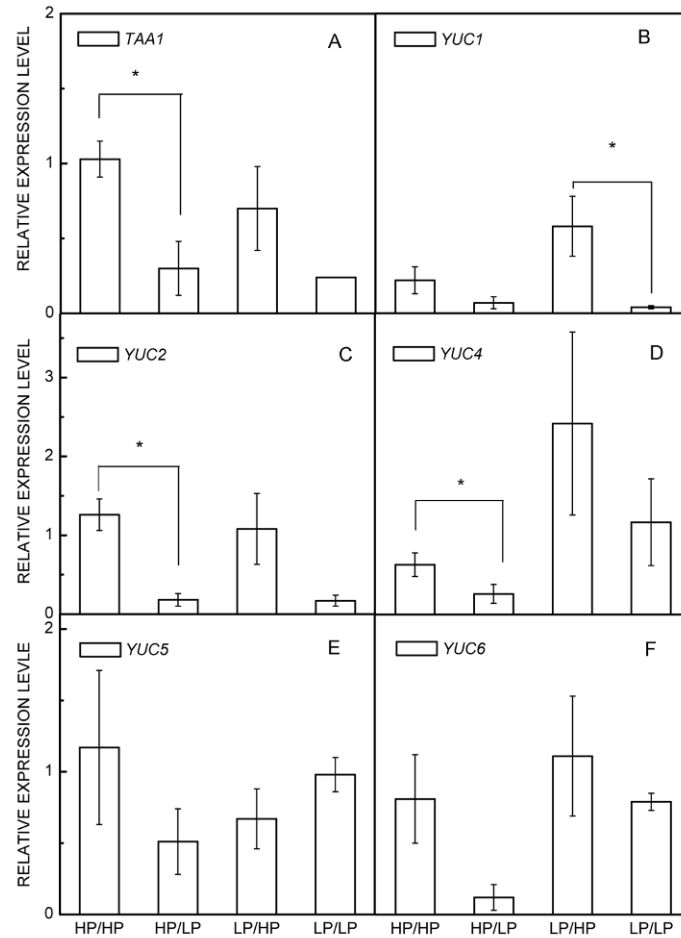 2
TAA1
A
YUC1
B
*
*
1
0
RELATIVE EXPRESSION LEVEL
YUC2
C
YUC4
D
3
*
*
2
1
0
RELATIVE EXPRESSION LEVEL
2
YUC5
E
YUC6
F
1
0
RELATIVE EXPRESSION LEVLE
HP/HP HP/LP LP/HP LP/LP HP/HP HP/LP LP/HP LP/LP